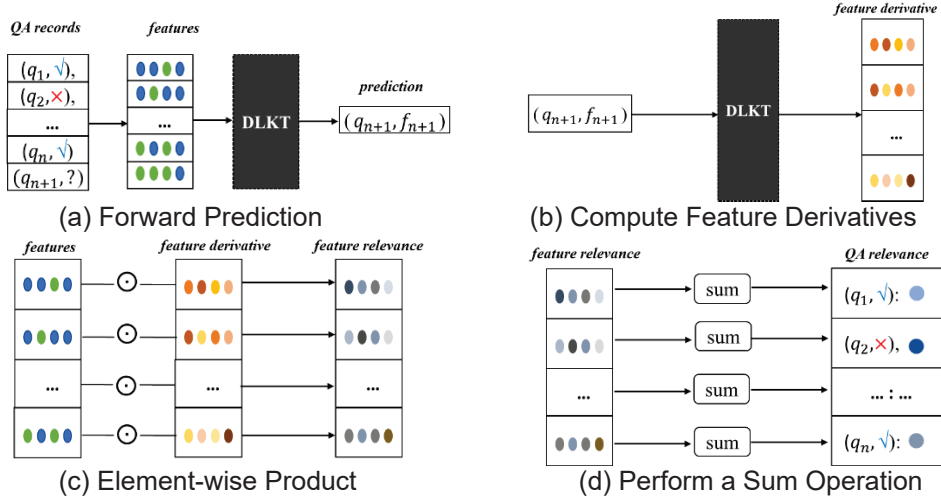 QA records
features
(q₁, √),
(q₂, ×),
...
(qₙ, √)
(qₙ₊₁, ?)
...
DLKT
prediction
(qₙ₊₁, fₙ₊₁)
(a) Forward Prediction
feature derivative
(qₙ₊₁, fₙ₊₁)
DLKT
...
(b) Compute Feature Derivatives
features
feature derivative
feature relevance
...
...
...
(c) Element-wise Product
feature relevance
QA relevance
sum
(q₁, √):
sum
(q₂, ×),
...
sum
... : ...
sum
(qₙ, √):
(d) Perform a Sum Operation